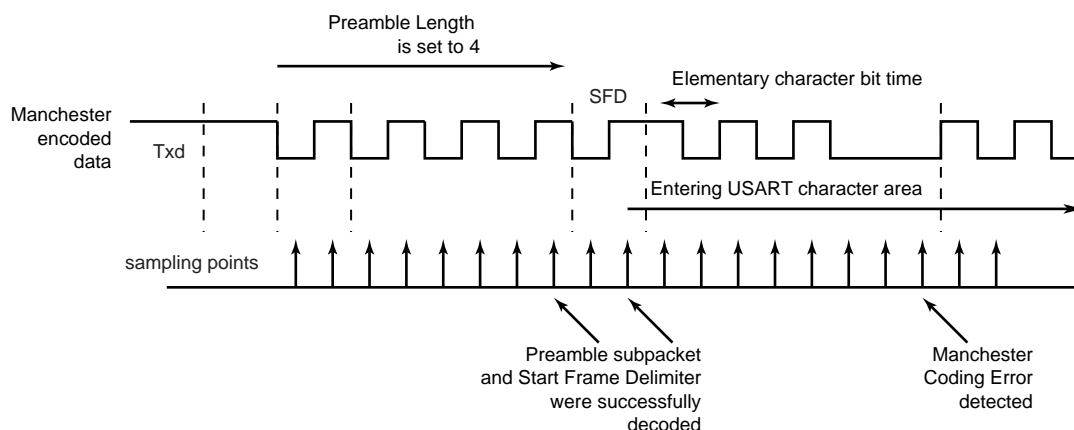 Preamble Length
is set to 4
Elementary character bit time
SFD
Manchester
encoded
data
Txd
Entering USART character area
sampling points
Preamble subpacket
and Start Frame Delimiter
were successfully
decoded
Manchester
Coding Error
detected